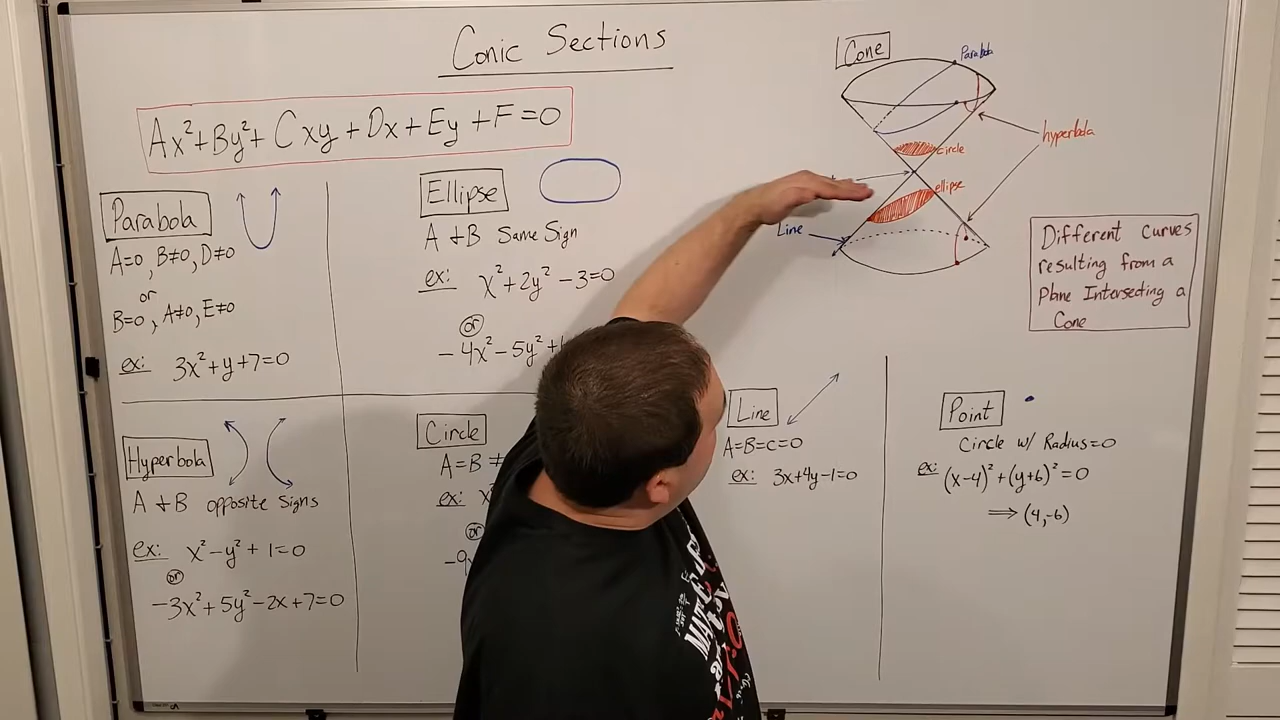 Conic Sections
Ax²+By²+Cxy+Dx+Ey+F=0
Parabola
A=0, B≠0, D≠0
or
B=0, A≠0, E≠0
ex: 3x²+y+7=0
Ellipse
A + B Same Sign
ex: x²+2y²-3=0
or
-4x²-5y²+
Hyperbola
A + B opposite Signs
ex: x²-y²+1=0
or
-3x²+5y²-2x+7=0
Circle
A=B≠
ex: x²
or
-9x
Cone
Parabola
hyperbola
circle
ellipse
Line
Different curves
resulting from a
Plane Intersecting a
Cone
Line
A=B=C=0
ex: 3x+4y-1=0
Point
Circle w/ Radius=0
ex: (x-4)²+(y+6)²=0
⟹ (4,-6)
MATH